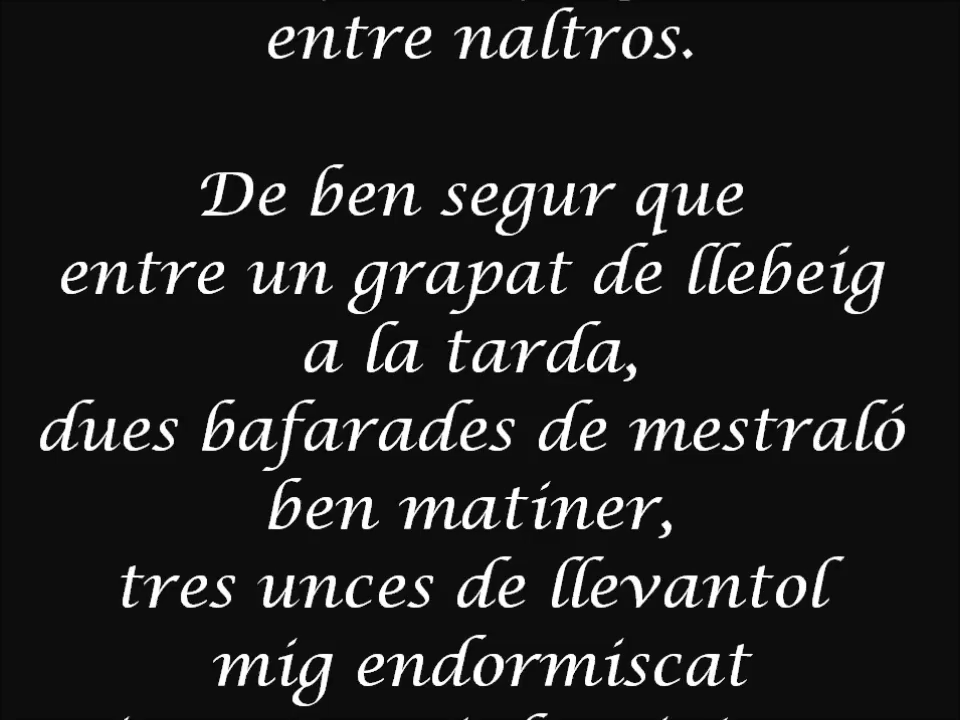 entre naltros.
De ben segur que
entre un grapat de llebeig
a la tarda,
dues bafarades de mestraló
ben matiner,
tres unces de llevantol
mig endormiscat